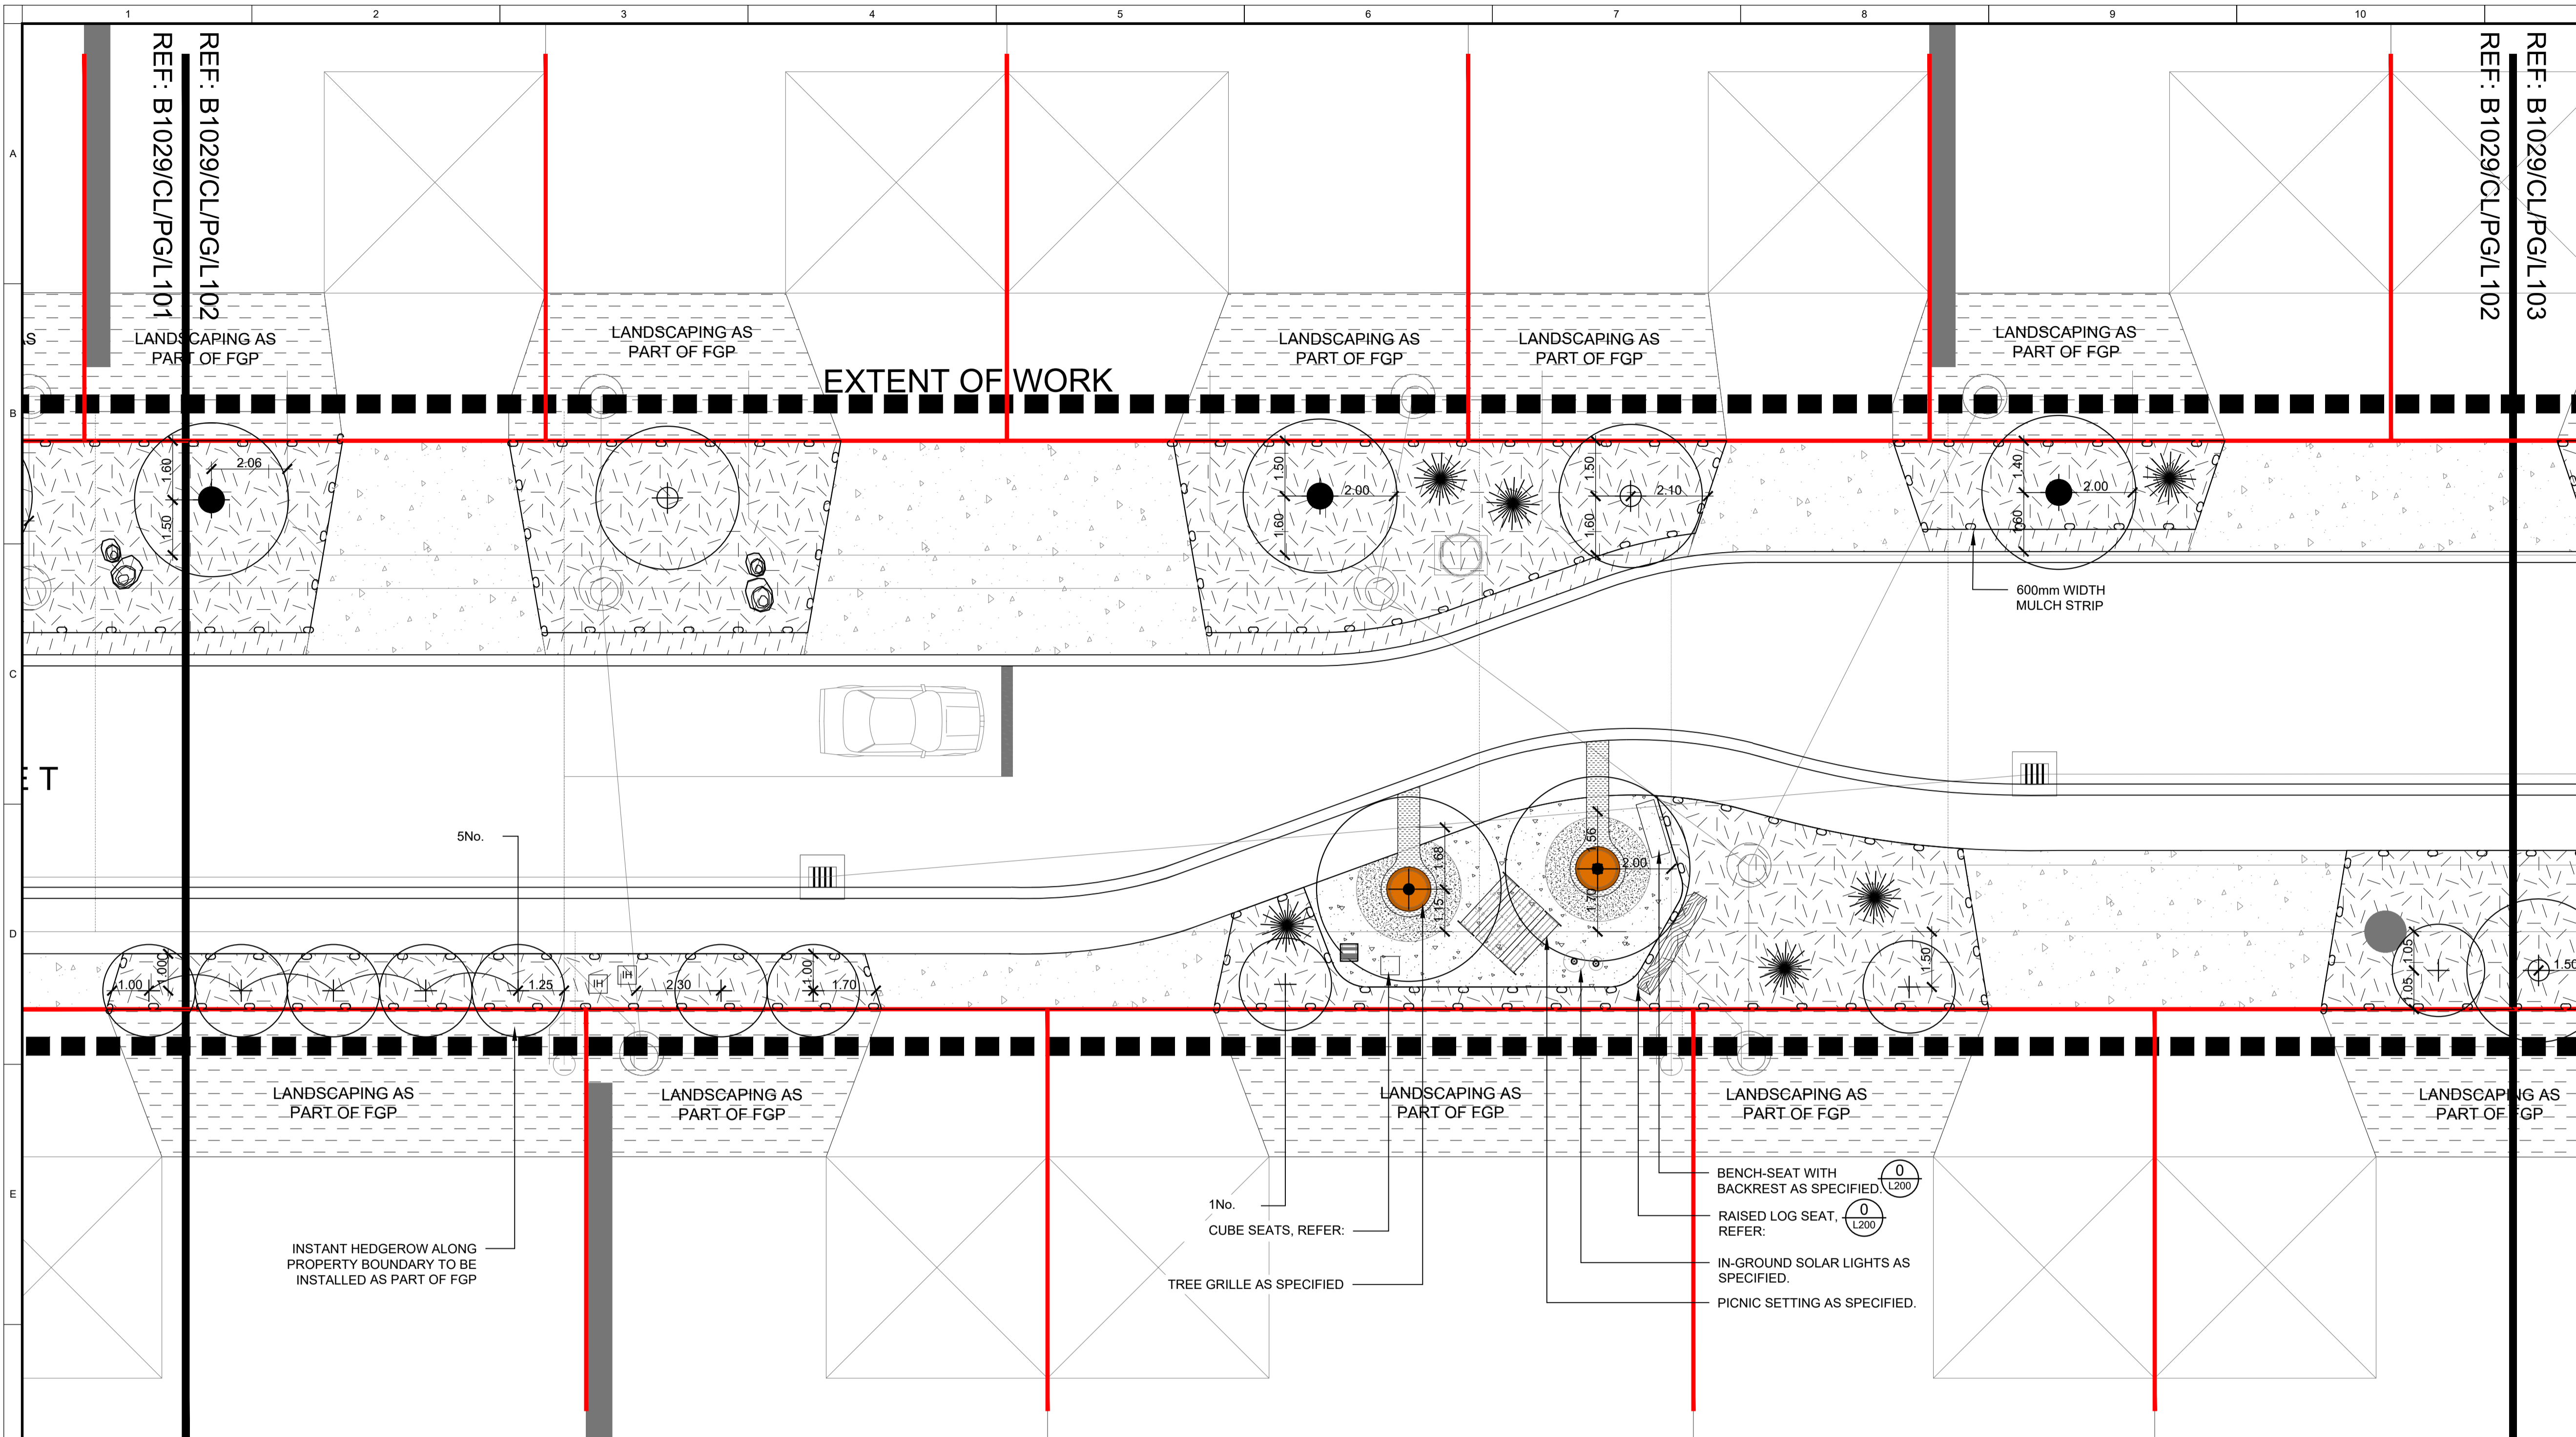 1 2 3 4 5 6 7 8 9 10
A
B
C
D
E
REF: B1029/CL/PG/L101
REF: B1029/CL/PG/L102
REF: B1029/CL/PG/L102
REF: B1029/CL/PG/L103
AS
LANDSCAPING AS
PART OF FGP
LANDSCAPING AS
PART OF FGP
LANDSCAPING AS
PART OF FGP
LANDSCAPING AS
PART OF FGP
LANDSCAPING AS
PART OF FGP
EXTENT OF WORK
1.60
2.06
1.50
1.50
2.00
1.60
1.50
2.10
1.60
1.40
2.00
.60
600mm WIDTH
MULCH STRIP
E T
5No.
1.68
1.15
.56
2.00
1.70
1.00
1.00
1.25
IH
IH
2.30
1.00
1.70
1.50
1.05
1.05
1.50
LANDSCAPING AS
PART OF FGP
LANDSCAPING AS
PART OF FGP
LANDSCAPING AS
PART OF FGP
LANDSCAPING AS
PART OF FGP
LANDSCAPING AS
PART OF FGP
INSTANT HEDGEROW ALONG
PROPERTY BOUNDARY TO BE
INSTALLED AS PART OF FGP
1No.
CUBE SEATS, REFER:
TREE GRILLE AS SPECIFIED
BENCH-SEAT WITH
BACKREST AS SPECIFIED.
0
L200
RAISED LOG SEAT,
REFER:
0
L200
IN-GROUND SOLAR LIGHTS AS
SPECIFIED.
PICNIC SETTING AS SPECIFIED.